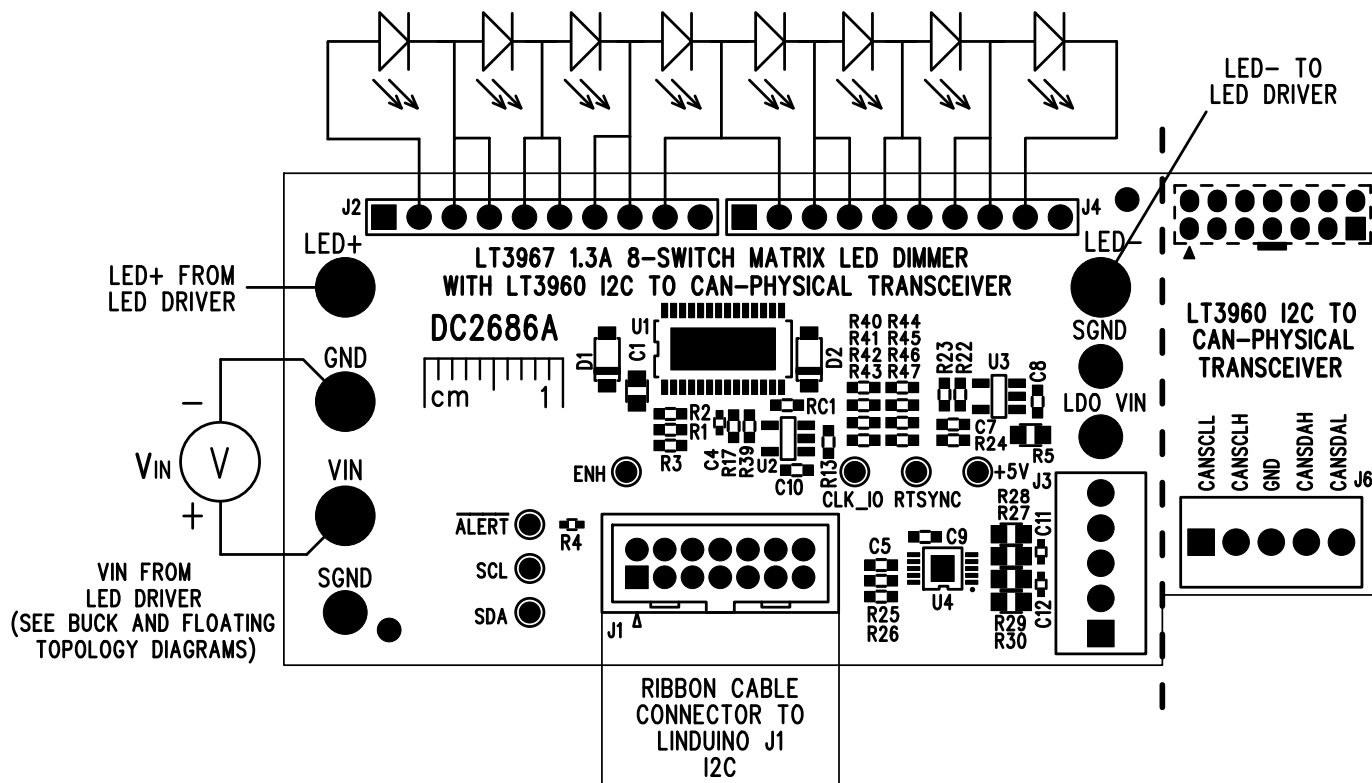 LED- TO
LED DRIVER
J2
J4
LED+
LED-
LT3967 1.3A 8-SWITCH MATRIX LED DIMMER
WITH LT3960 I2C TO CAN-PHYSICAL TRANSCEIVER
LED+ FROM
LED DRIVER
DC2686A
cm 1
GND
-
VIN
V
+
VIN
SGND
VIN FROM
LED DRIVER
(SEE BUCK AND FLOATING
TOPOLOGY DIAGRAMS)
D1
C1
U1
D2
R2
R1
R3
C4
R17
R39
U2
RC1
C10
R13
R40
R41
R42
R43
R44
R45
R46
R47
R23
R22
U3
C8
C7
R24
R5
SGND
LDO VIN
ENH
CLK_IO
RTSYNC
+5V
J3
ALERT
R4
SCL
SDA
J1
C5
R25
R26
C9
U4
R28
R27
C11
C12
R29
R30
LT3960 I2C TO
CAN-PHYSICAL
TRANSCEIVER
CANSCLL
CANSCLH
GND
CANSDAH
CANSDAL
J6
RIBBON CABLE
CONNECTOR TO
LINDUINO J1
I2C